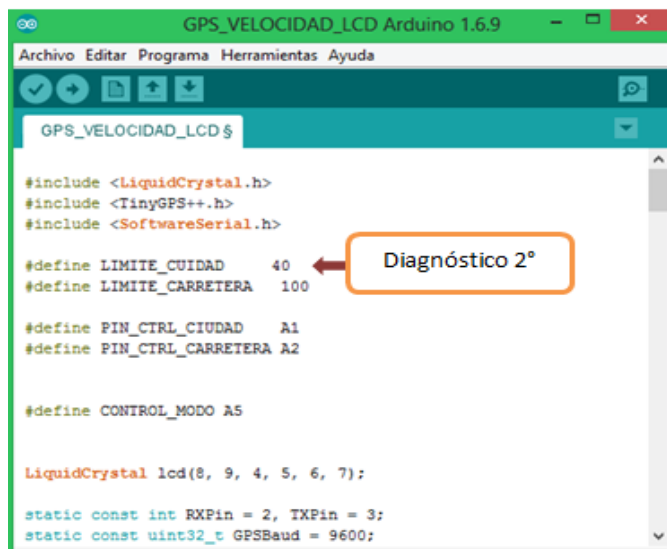 GPS_VELOCIDAD_LCD Arduino 1.6.9
Archivo Editar Programa Herramientas Ayuda
GPS_VELOCIDAD_LCD §
#include <LiquidCrystal.h>
#include <TinyGPS++.h>
#include <SoftwareSerial.h>
#define LIMITE_CUIDAD 40
Diagnóstico 2°
#define LIMITE_CARRETERA 100
#define PIN_CTRL_CIUDAD A1
#define PIN_CTRL_CARRETERA A2
#define CONTROL_MODO A5
LiquidCrystal lcd(8, 9, 4, 5, 6, 7);
static const int RXPin = 2, TXPin = 3;
static const uint32_t GPSBaud = 9600;